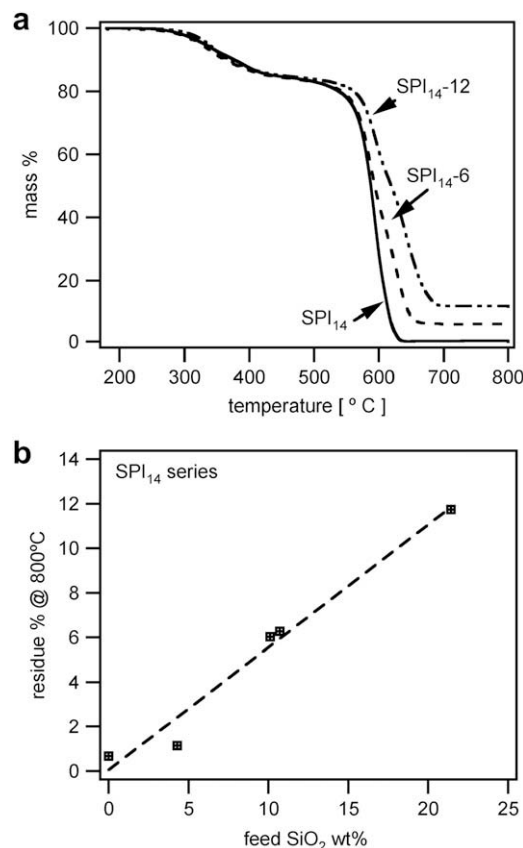 a
100
80
60
40
20
0
mass %
SPI₁₄-12
SPI₁₄-6
SPI₁₄
200 300 400 500 600 700 800
temperature [ º C ]
b
14
12
10
8
6
4
2
0
residue % @ 800ºC
SPI₁₄ series
0 5 10 15 20 25
feed SiO₂ wt%